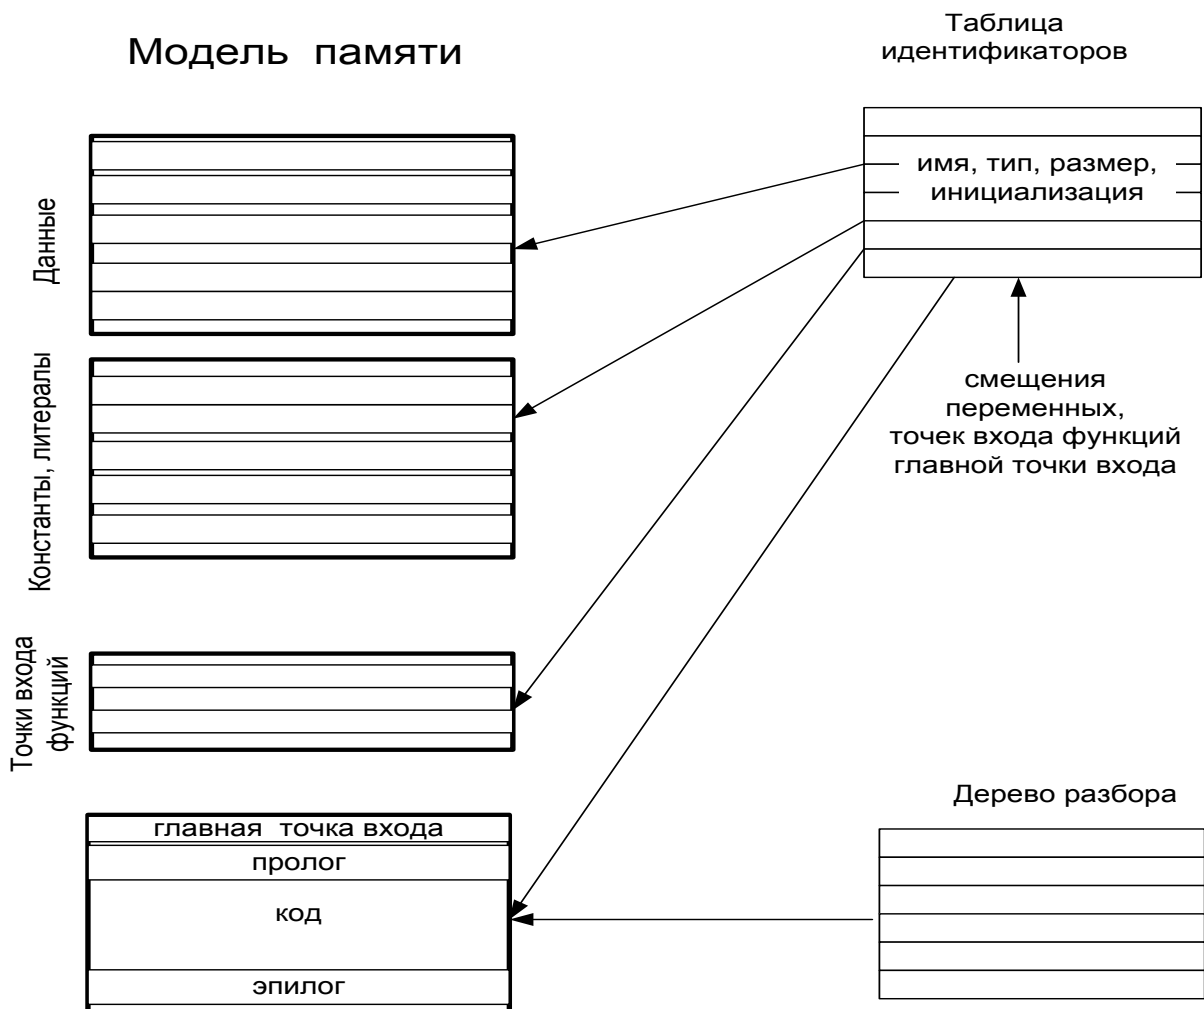 Модель памяти
Таблица
идентификаторов
имя, тип, размер,
инициализация
Данные
Константы, литералы
смещения
переменных,
точек входа функций
главной точки входа
Точки входа
функций
Дерево разбора
главная точка входа
пролог
код
эпилог